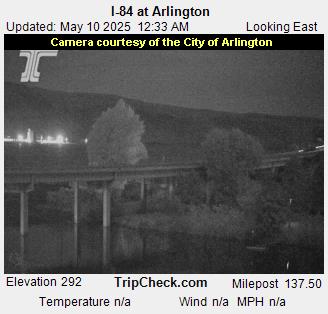 I-84 at Arlington
Updated: May 10 2025 12:33 AM Looking East
Camera courtesy of the City of Arlington
Elevation 292 TripCheck.com Milepost 137.50
Temperature n/a Wind n/a MPH n/a